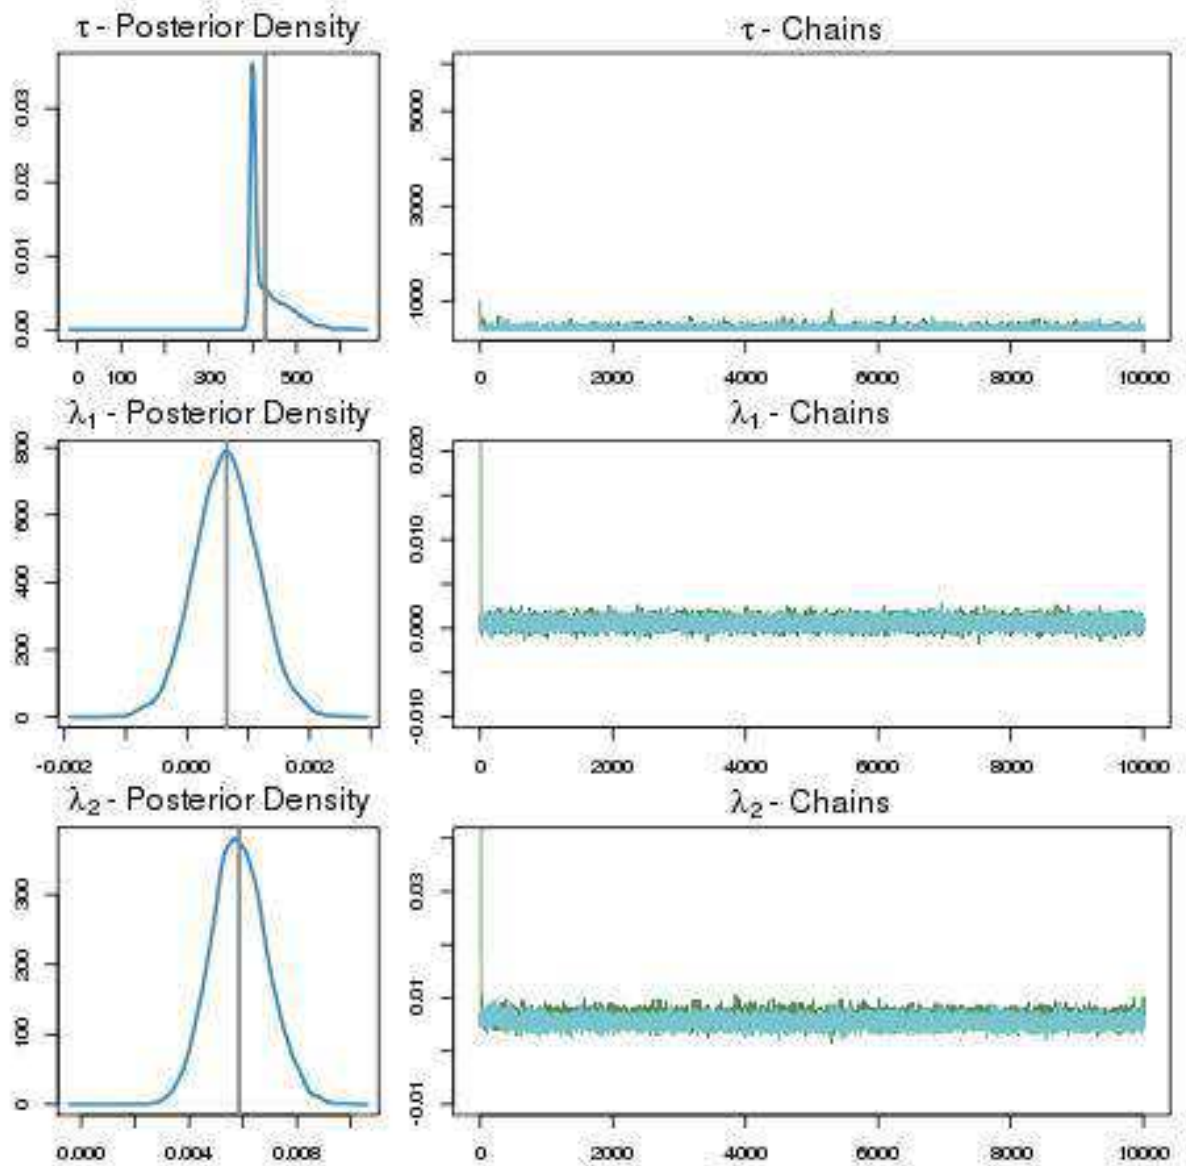 τ - Posterior Density
τ - Chains
0.03
0.02
0.01
0.00
0 100 300 500
5000
3000
1000
0 2000 4000 6000 8000 10000
λ1 - Posterior Density
λ1 - Chains
800
600
400
200
0
-0.002 0.000 0.002
0.020
0.010
0.000
-0.010
0 2000 4000 6000 8000 10000
λ2 - Posterior Density
λ2 - Chains
300
200
100
0
0.000 0.004 0.008
0.03
0.01
-0.01
0 2000 4000 6000 8000 10000